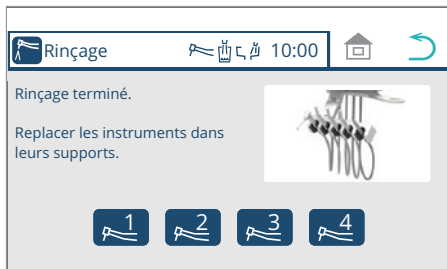 Rinçage 10:00
Rinçage terminé.
Replacer les instruments dans
leurs supports.
1 2 3 4